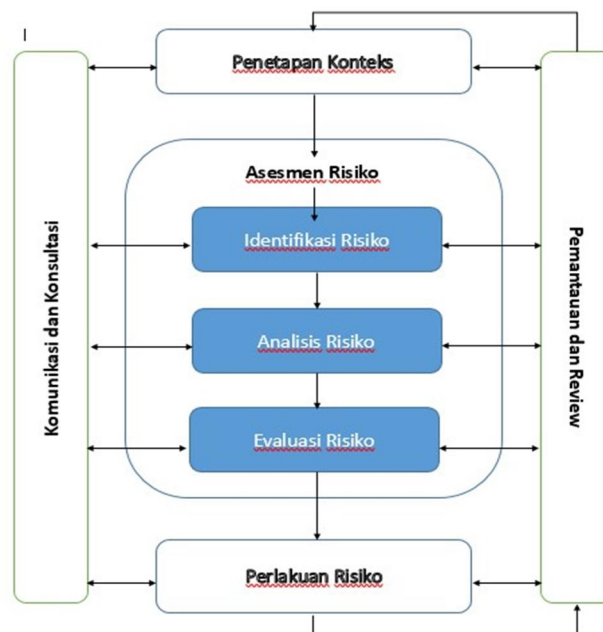 Penetapan Konteks
Asesmen Risiko
Identifikasi Risiko
Analisis Risiko
Evaluasi Risiko
Perlakuan Risiko
Komunikasi dan Konsultasi
Pemantauan dan Review